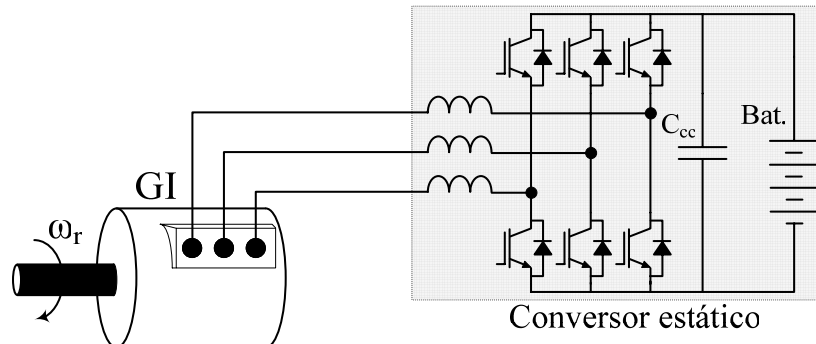 GI
ωr
Ccc
Bat.
Conversor estático